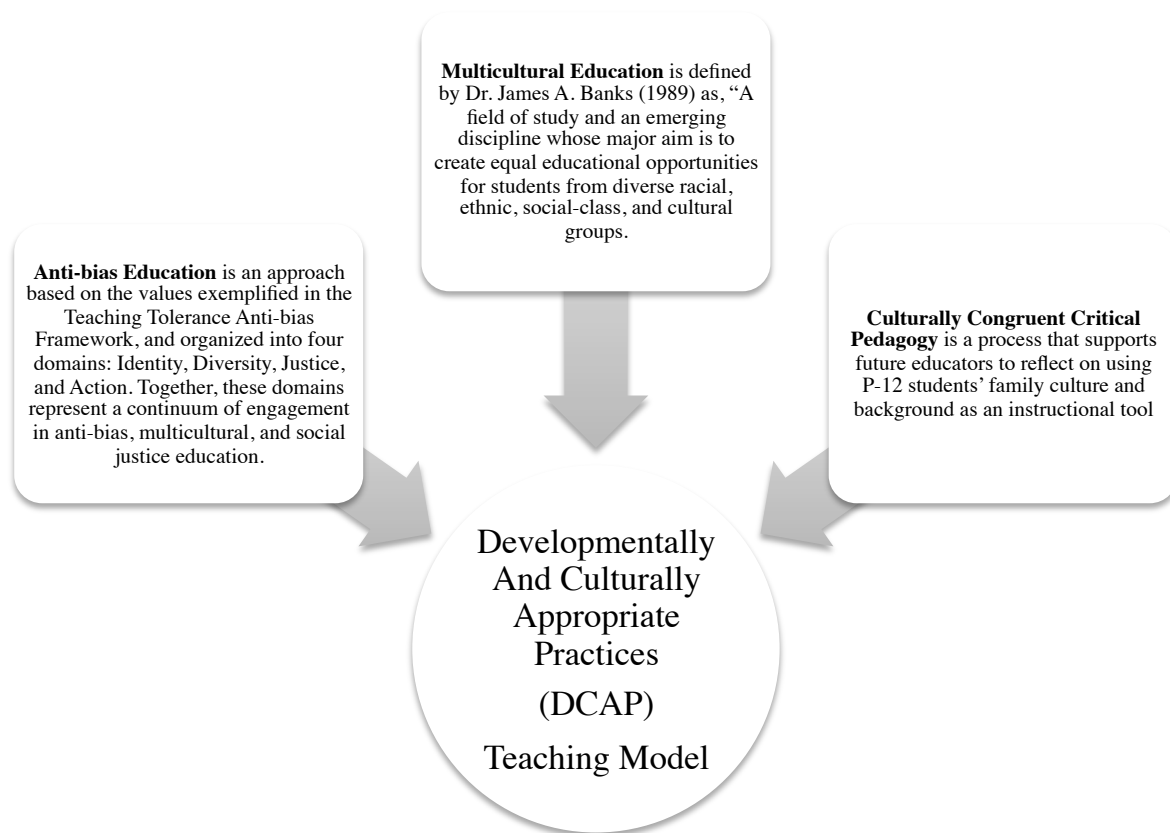 Multicultural Education is defined
by Dr. James A. Banks (1989) as, “A
field of study and an emerging
discipline whose major aim is to
create equal educational opportunities
for students from diverse racial,
ethnic, social-class, and cultural
groups.
Anti-bias Education is an approach
based on the values exemplified in the
Teaching Tolerance Anti-bias
Framework, and organized into four
domains: Identity, Diversity, Justice,
and Action. Together, these domains
represent a continuum of engagement
in anti-bias, multicultural, and social
justice education.
Culturally Congruent Critical
Pedagogy is a process that supports
future educators to reflect on using
P-12 students’ family culture and
background as an instructional tool
Developmentally
And Culturally
Appropriate
Practices
(DCAP)
Teaching Model